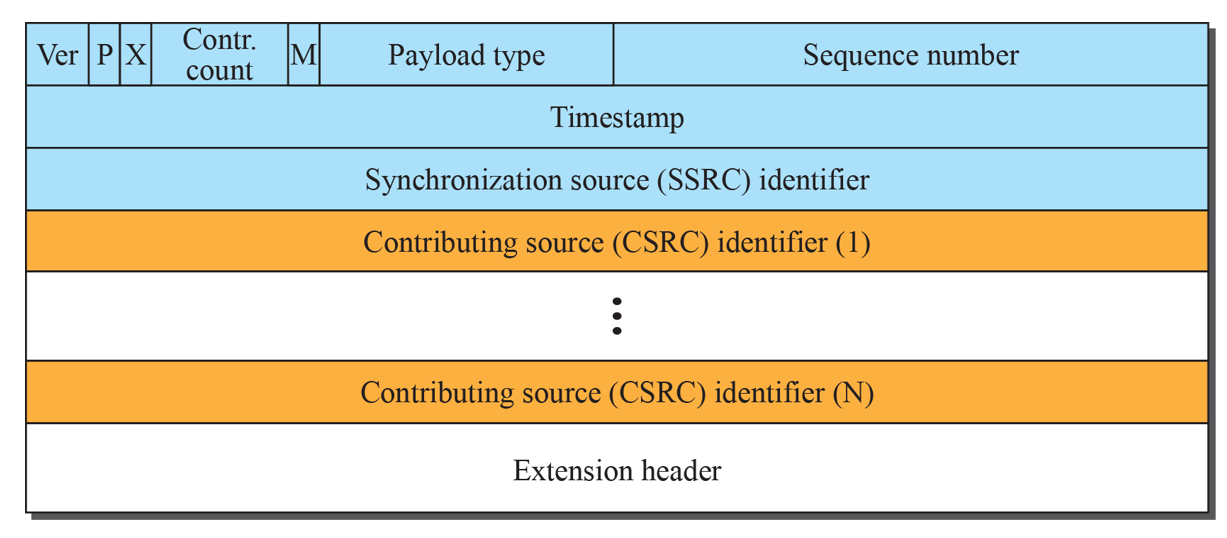 Ver P X Contr. count M Payload type Sequence number
Timestamp
Synchronization source (SSRC) identifier
Contributing source (CSRC) identifier (1)
Contributing source (CSRC) identifier (N)
Extension header